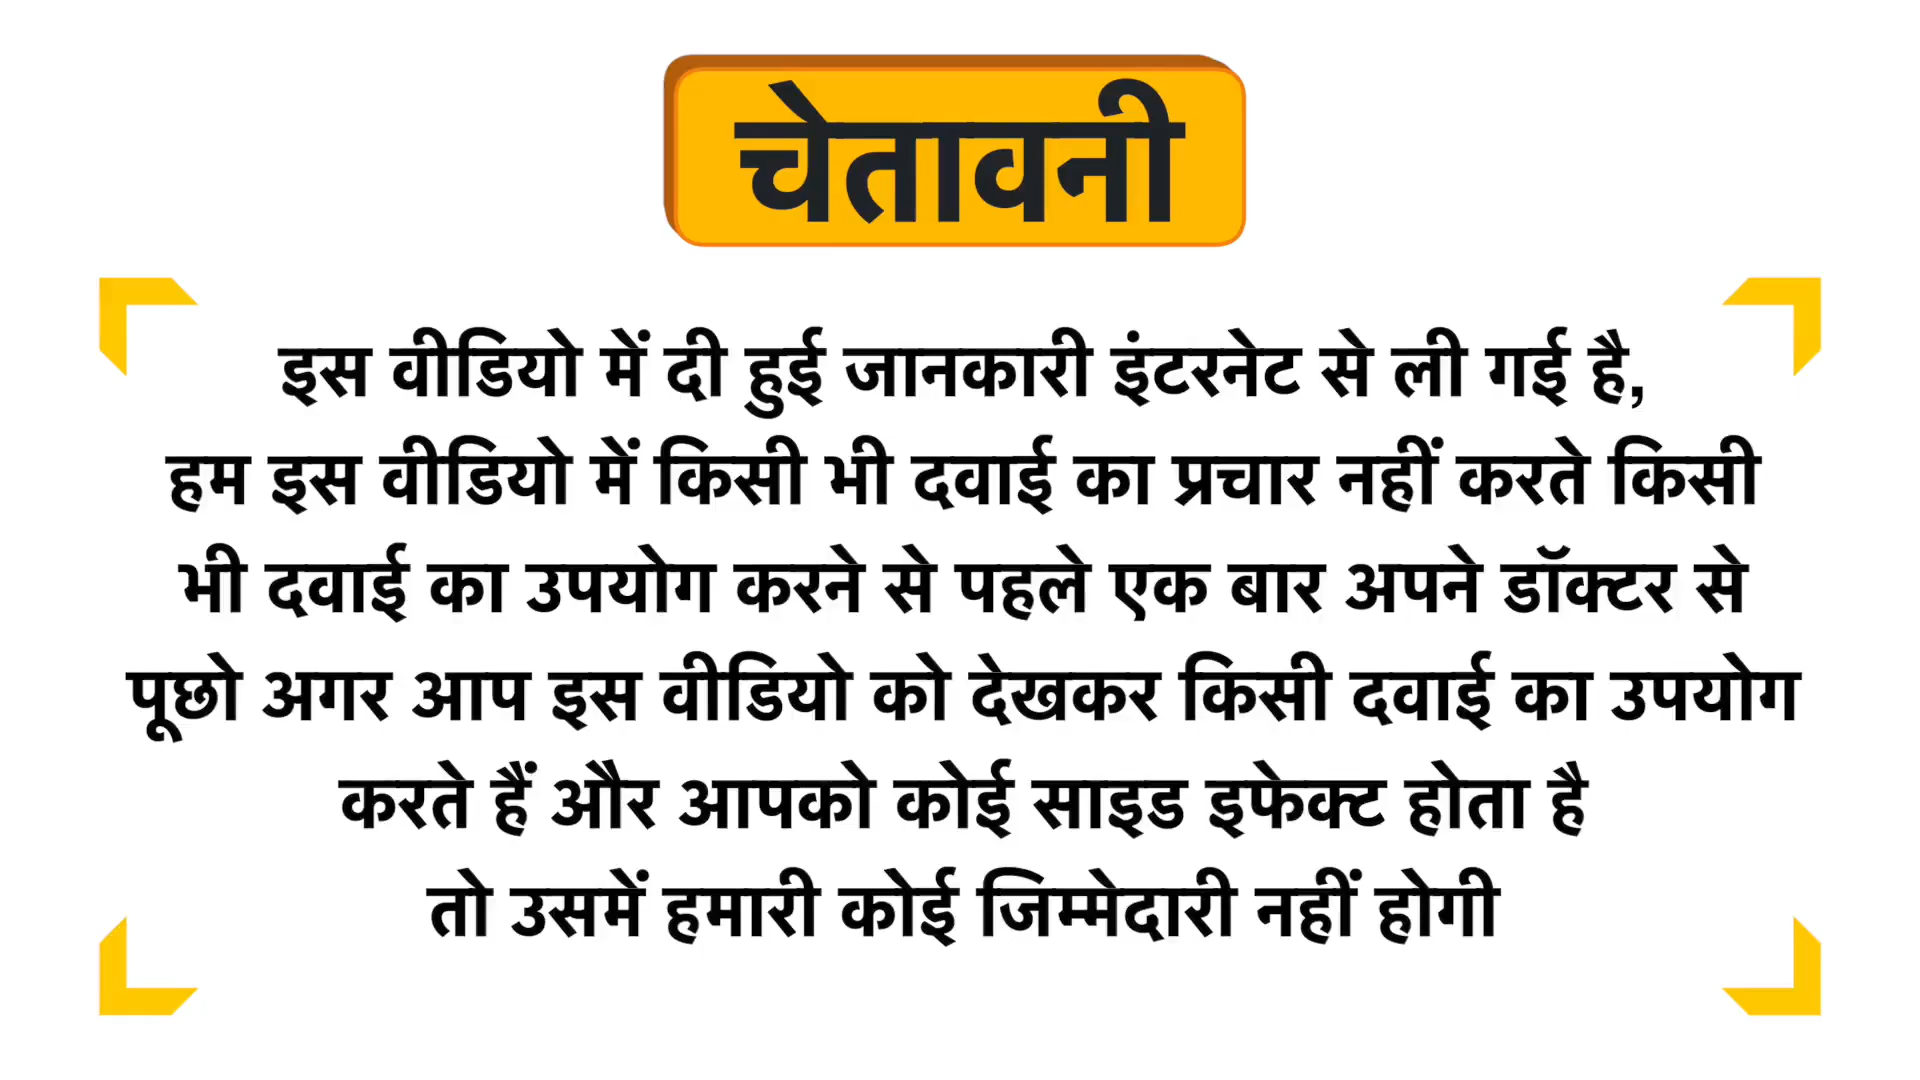 चेतावनी
इस वीडियो में दी हुई जानकारी इंटरनेट से ली गई है,
हम इस वीडियो में किसी भी दवाई का प्रचार नहीं करते किसी
भी दवाई का उपयोग करने से पहले एक बार अपने डॉक्टर से
पूछो अगर आप इस वीडियो को देखकर किसी दवाई का उपयोग
करते हैं और आपको कोई साइड इफेक्ट होता है
तो उसमें हमारी कोई जिम्मेदारी नहीं होगी